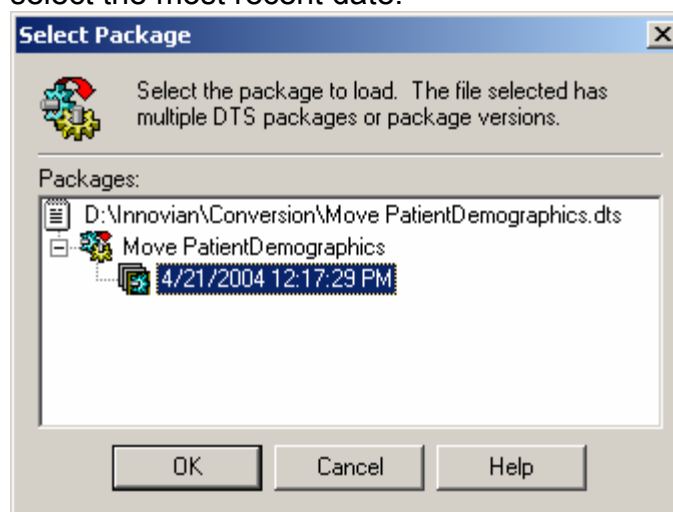 select the most recent date.
Select Package
Select the package to load. The file selected has
multiple DTS packages or package versions.
Packages:
D:\Innovian\Conversion\Move PatientDemographics.dts
Move PatientDemographics
4/21/2004 12:17:29 PM
OK Cancel Help